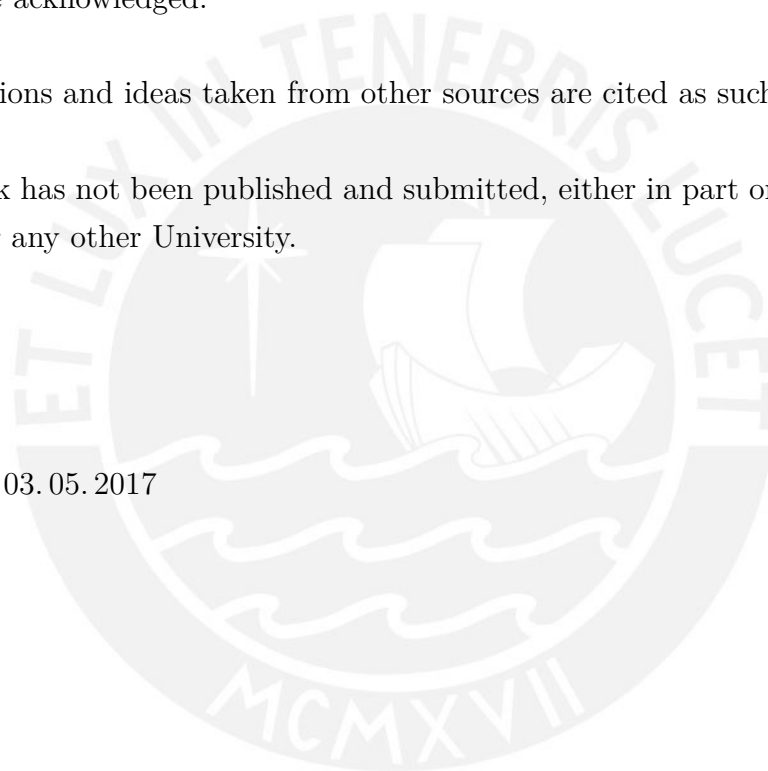 acknowledged.
ions and ideas taken from other sources are cited as such
k has not been published and submitted, either in part or
any other University.
03. 05. 2017
ET LUX IN TENEBRIS LUCET
MCMXVII